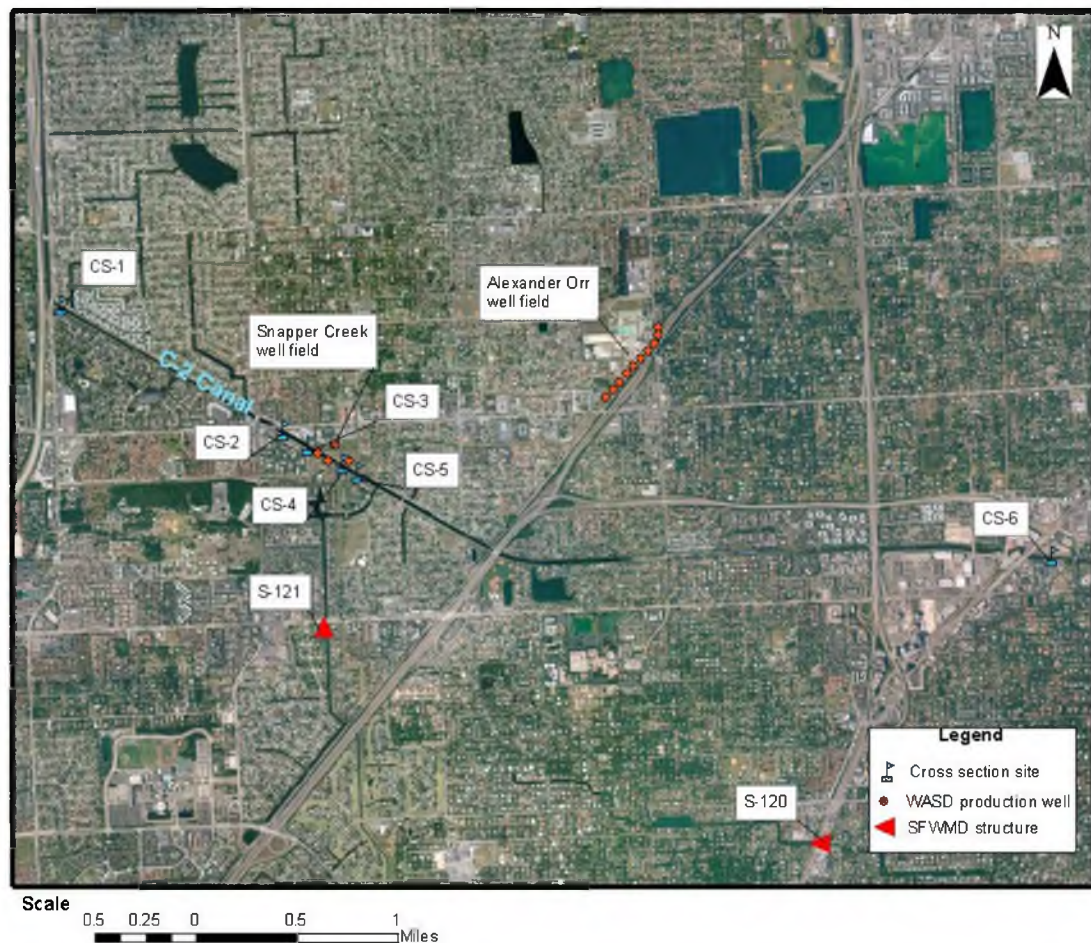 N
CS-1
Alexander Orr
well field
Snapper Creek
well field
C-2 Canal
CS-3
CS-2
CS-5
CS-4
CS-6
S-121
Legend
Cross section site
WASD production well
SFWMD structure
S-120
Scale
0.5 0.25 0 0.5 1
Miles